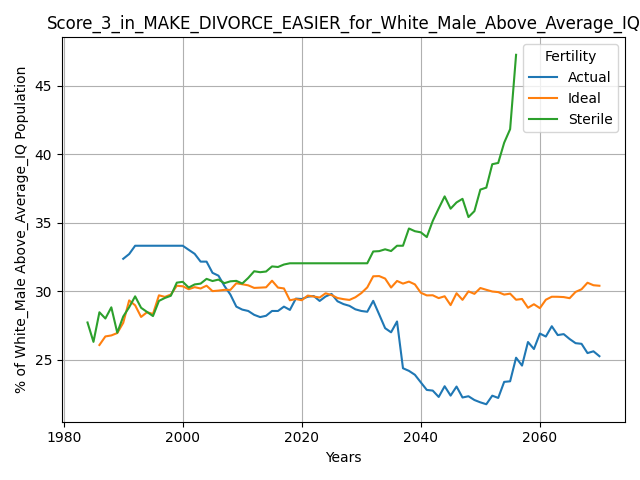 Score_3_in_MAKE_DIVORCE_EASIER_for_White_Male_Above_Average_IQ
Fertility
Actual
Ideal
Sterile
% of White_Male Above_Average_IQ Population
45
40
35
30
25
1980
2000
2020
2040
2060
Years